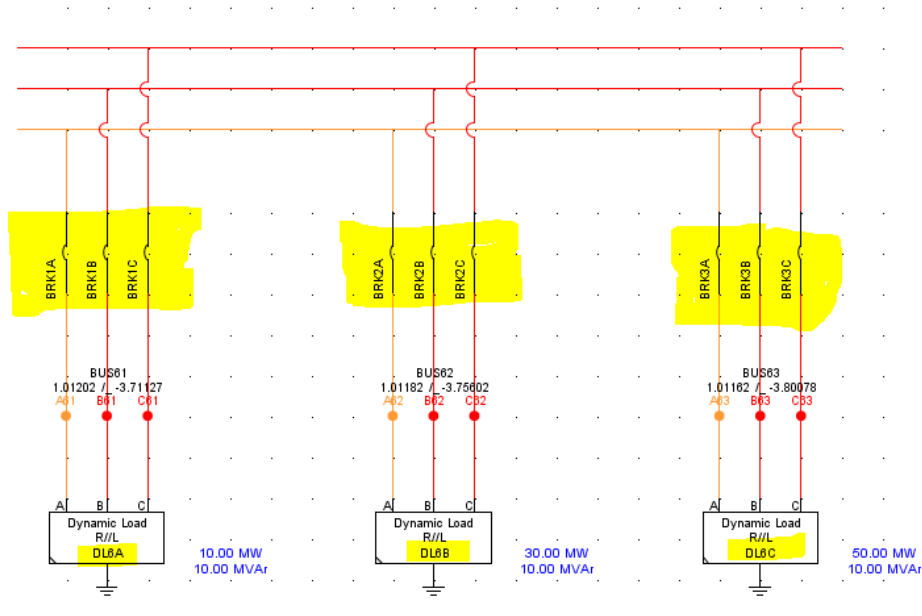 BRK1A
BRK1B
BRK1C
BRK2A
BRK2B
BRK2C
BRK3A
BRK3B
BRK3C
BUS61
1.01202 /_ -3.71127
A61 B61 C61
BUS62
1.01182 /_ -3.75602
A62 B62 C62
BUS63
1.01162 /_ -3.80078
A63 B63 C63
A B C
Dynamic Load
R//L
DL6A
10.00 MW
10.00 MVAr
A B C
Dynamic Load
R//L
DL6B
30.00 MW
10.00 MVAr
A B C
Dynamic Load
R//L
DL6C
50.00 MW
10.00 MVAr